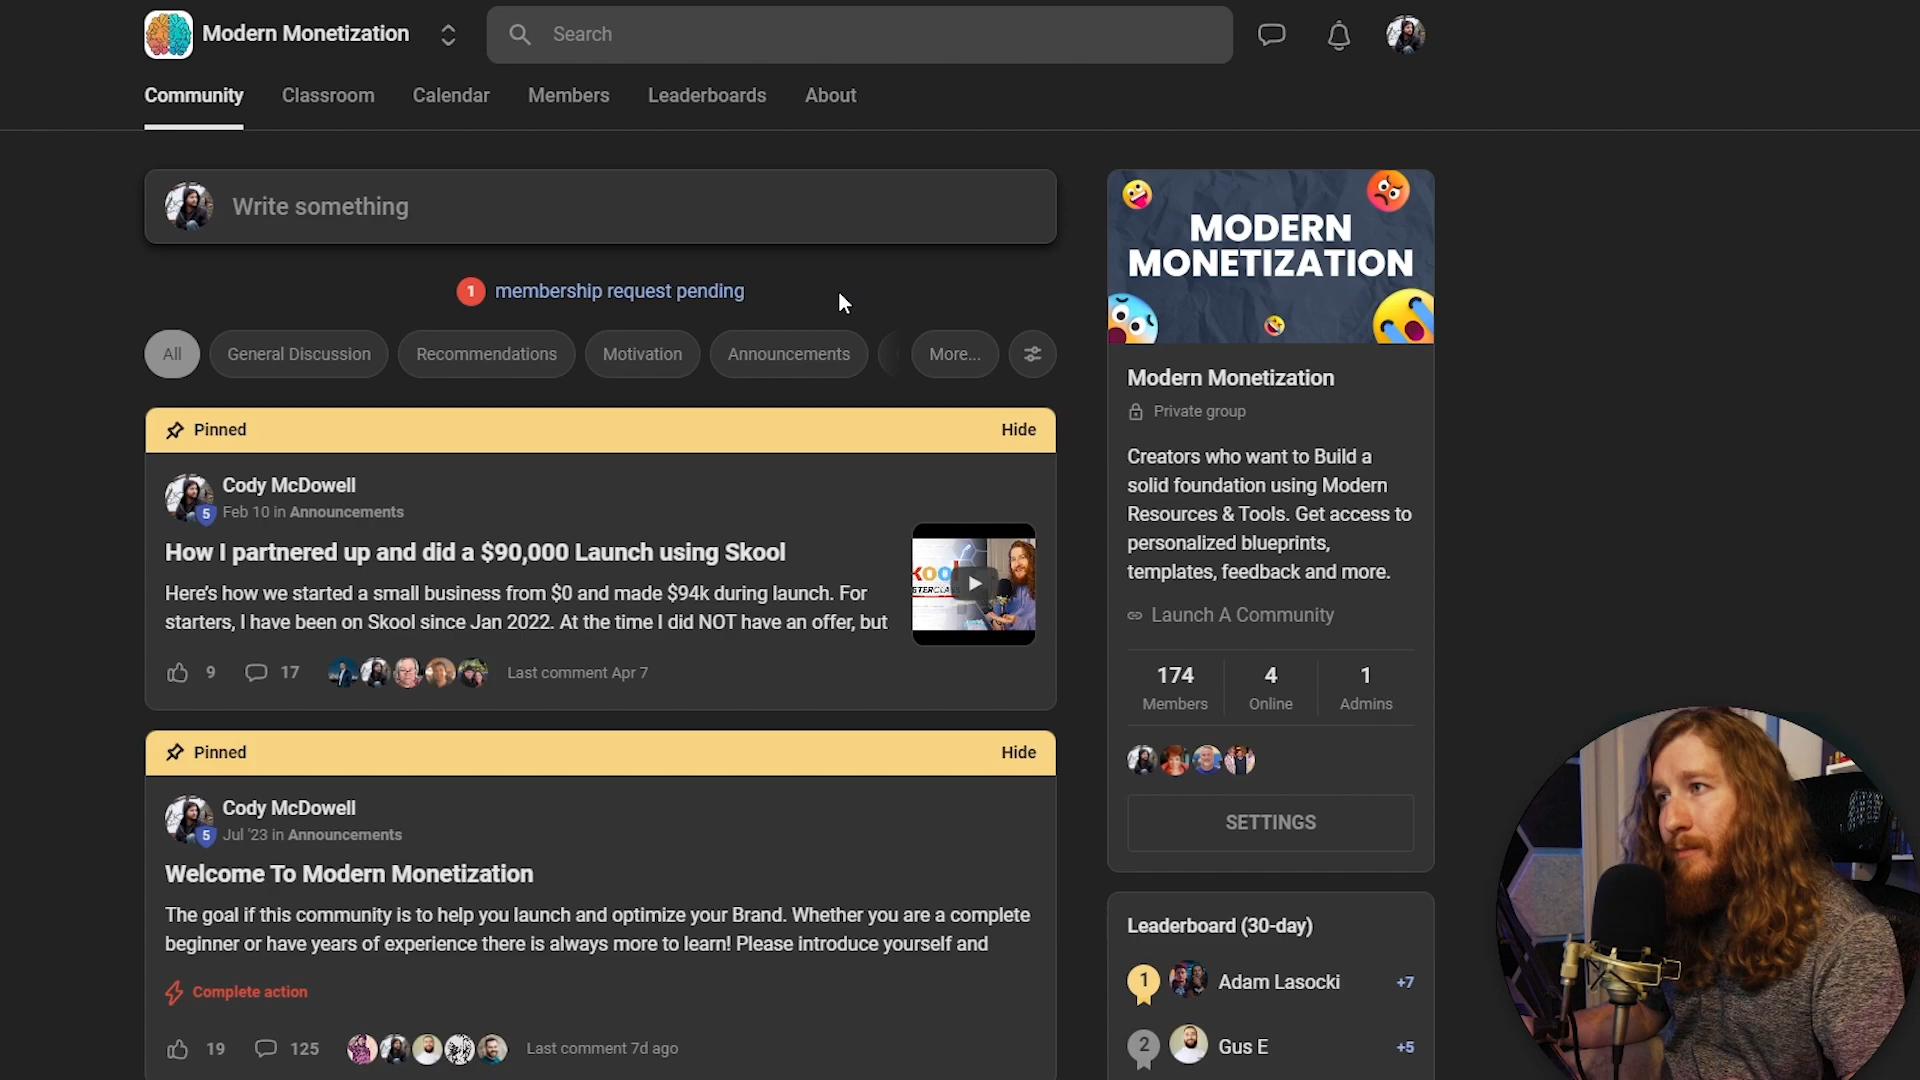 Modern Monetization
Search
Community
Classroom
Calendar
Members
Leaderboards
About
Write something
1 membership request pending
All
General Discussion
Recommendations
Motivation
Announcements
More...
Pinned
Hide
Cody McDowell
5
Feb 10 in Announcements
How I partnered up and did a $90,000 Launch using Skool
Here's how we started a small business from $0 and made $94k during launch. For
starters, I have been on Skool since Jan 2022. At the time I did NOT have an offer, but
9
17
Last comment Apr 7
Pinned
Hide
Cody McDowell
5
Jul '23 in Announcements
Welcome To Modern Monetization
The goal if this community is to help you launch and optimize your Brand. Whether you are a complete
beginner or have years of experience there is always more to learn! Please introduce yourself and
Complete action
19
125
Last comment 7d ago
MODERN
MONETIZATION
Modern Monetization
Private group
Creators who want to Build a
solid foundation using Modern
Resources & Tools. Get access to
personalized blueprints,
templates, feedback and more.
Launch A Community
174
Members
4
Online
1
Admins
SETTINGS
Leaderboard (30-day)
1
Adam Lasocki
+7
2
Gus E
+5